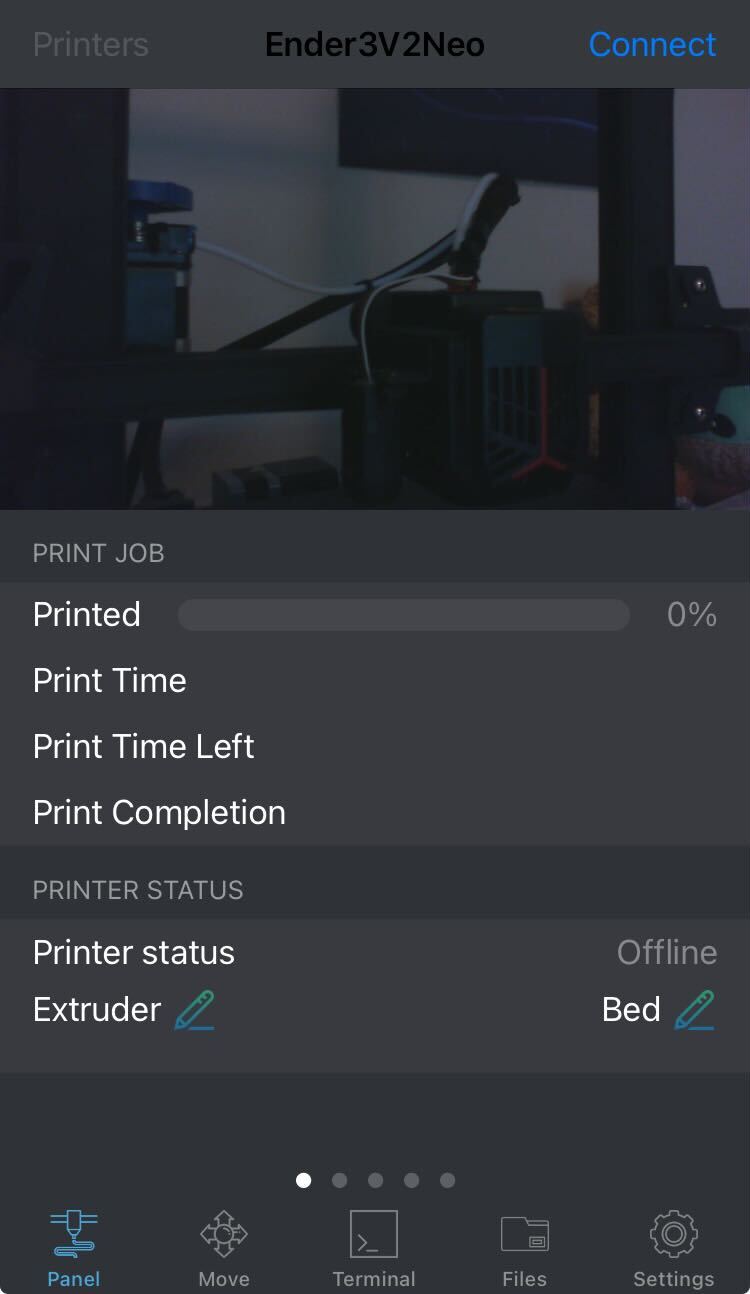 Printers Ender3V2Neo Connect
PRINT JOB
Printed 0%
Print Time
Print Time Left
Print Completion
PRINTER STATUS
Printer status Offline
Extruder Bed
Panel Move Terminal Files Settings